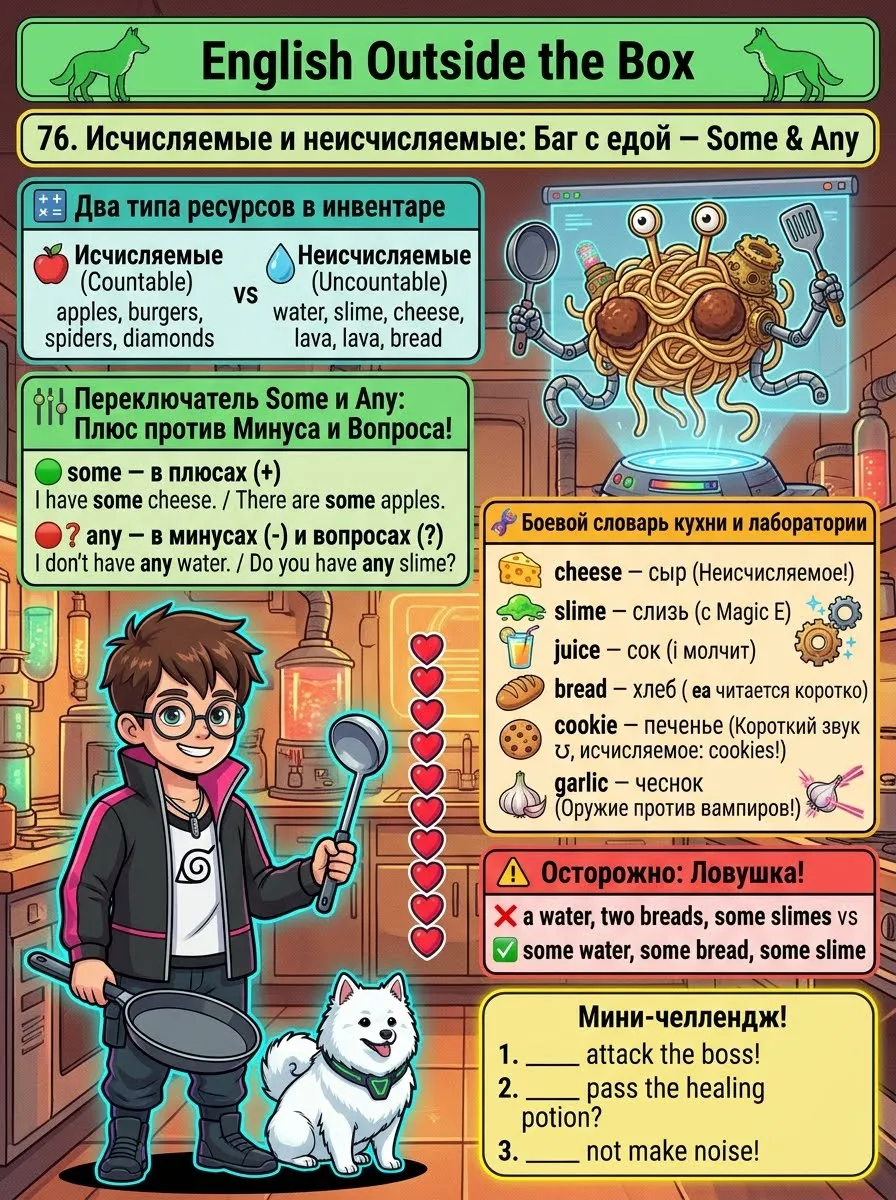 English Outside the Box
76. Исчисляемые и неисчисляемые: Баг с едой — Some & Any
Два типа ресурсов в инвентаре
Исчисляемые
(Countable)
apples, burgers,
spiders, diamonds
vs
Неисчисляемые
(Uncountable)
water, slime, cheese,
lava, lava, bread
Переключатель Some и Any:
Плюс против Минуса и Вопроса!
some — в плюсах (+)
I have some cheese. / There are some apples.
❓ any — в минусах (-) и вопросах (?)
I don't have any water. / Do you have any slime?
Боевой словарь кухни и лаборатории
cheese — сыр (Неисчисляемое!)
slime — слизь (с Magic E)
juice — сок (i молчит)
bread — хлеб ( ea читается коротко)
cookie — печенье (Короткий звук
ʊ, исчисляемое: cookies!)
garlic — чеснок
(Оружие против вампиров!)
Осторожно: Ловушка!
❌ a water, two breads, some slimes vs
✅ some water, some bread, some slime
Мини-челлендж!
1. ____ attack the boss!
2. ____ pass the healing
potion?
3. ____ not make noise!